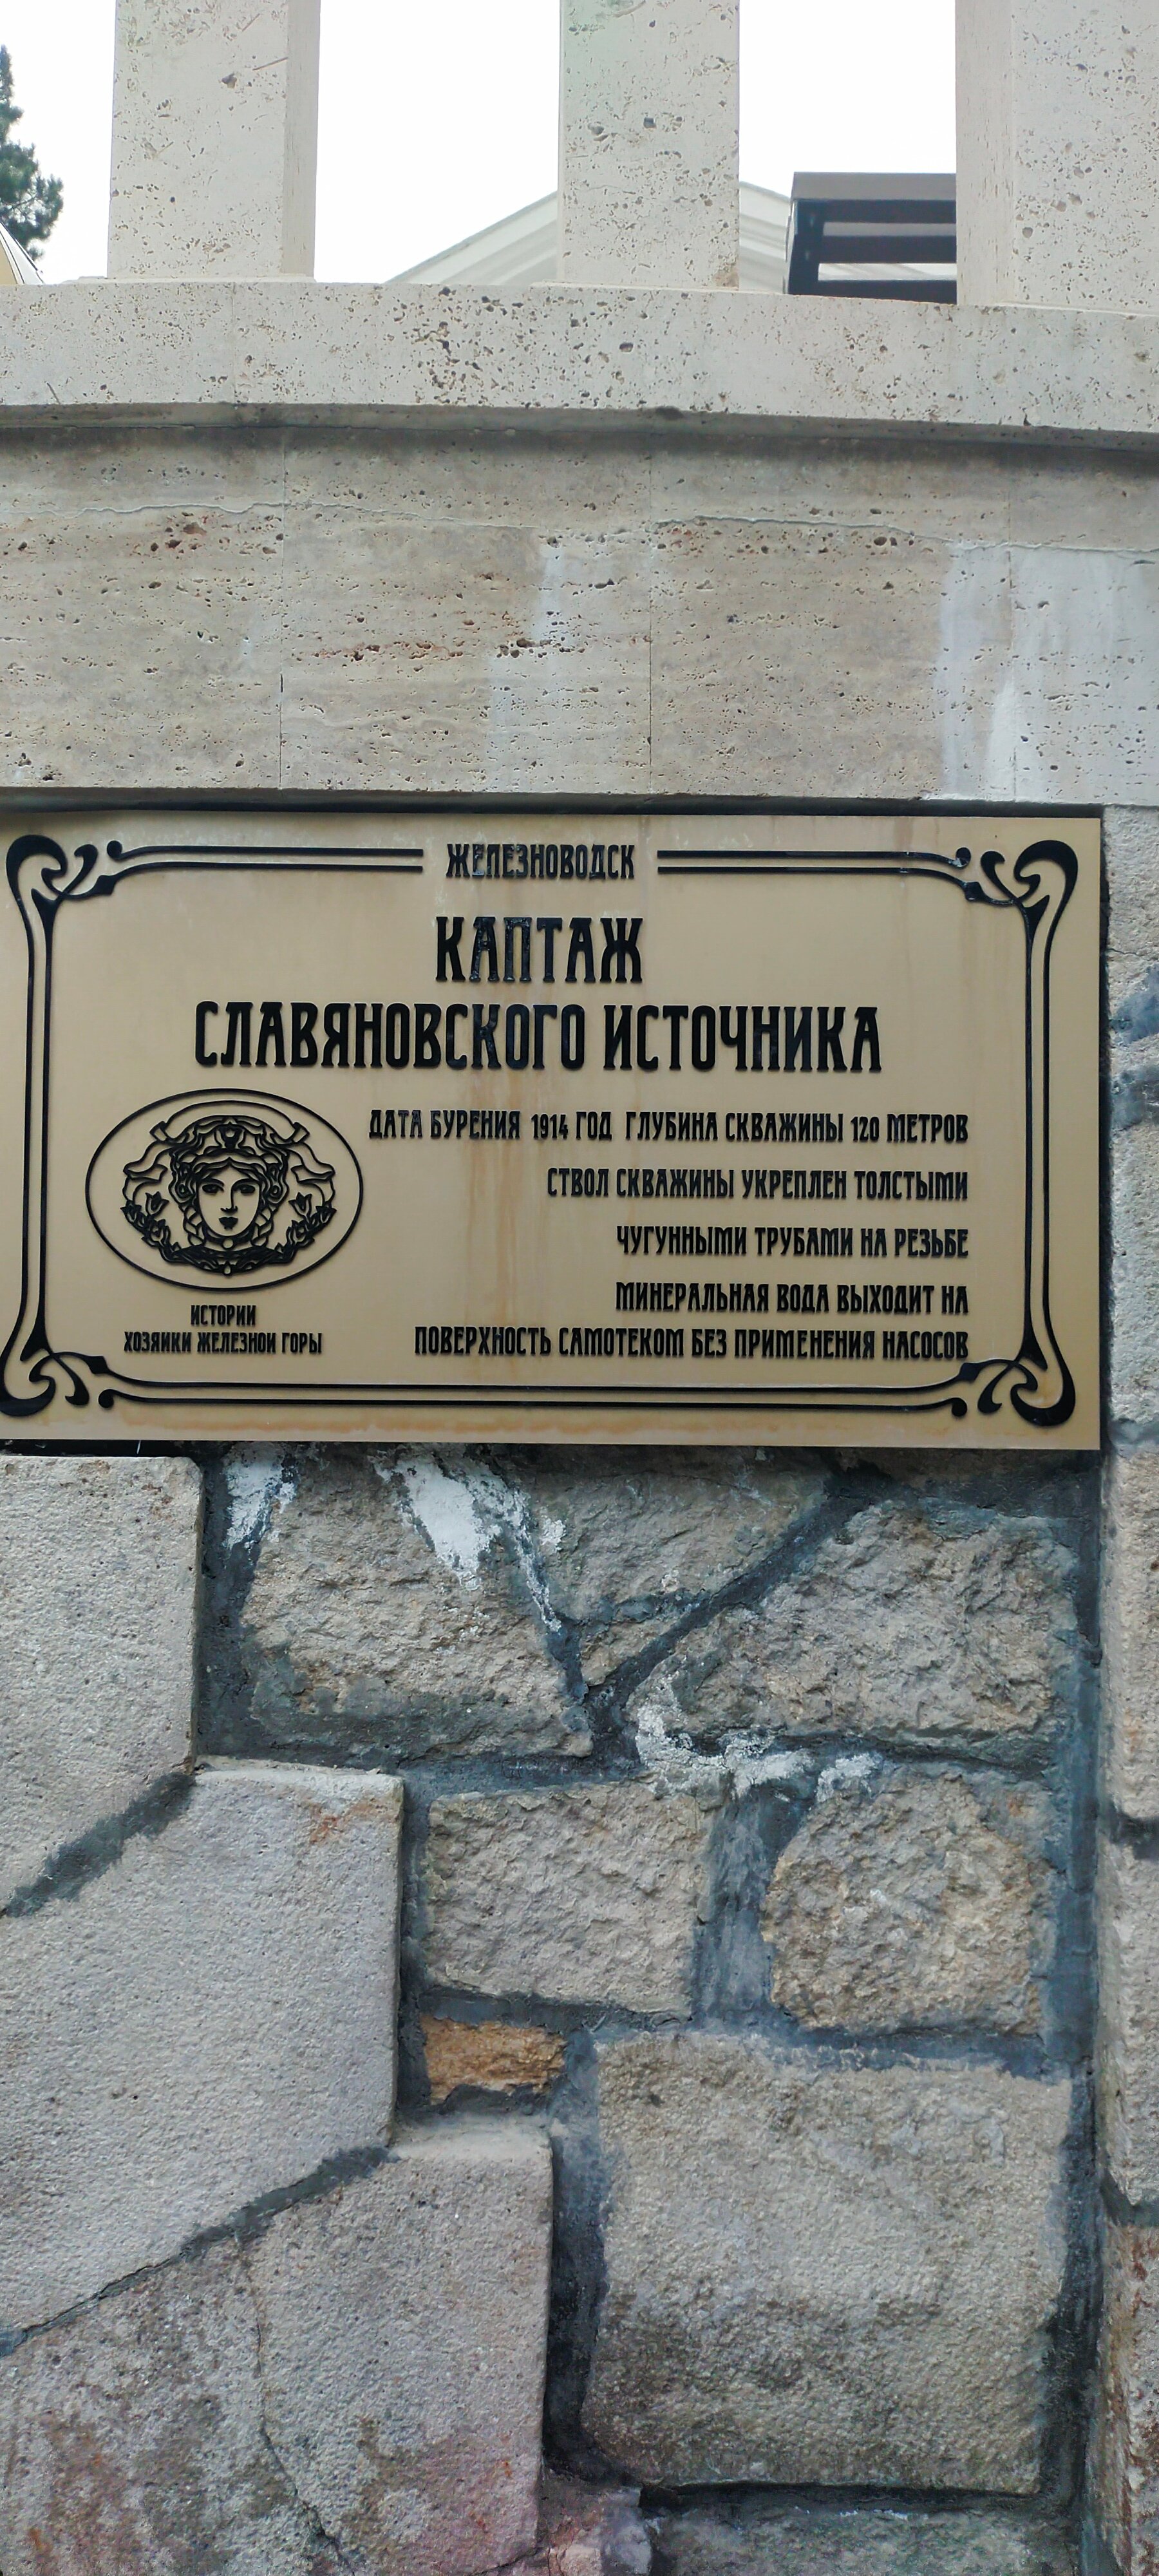 ЖЕЛЕЗНОВОДСК
КАПТАЖ
СЛАВЯНОВСКОГО ИСТОЧНИКА
ДАТА БУРЕНИЯ 1914 ГОД ГЛУБИНА СКВАЖИНЫ 120 МЕТРОВ
СТВОЛ СКВАЖИНЫ УКРЕПЛЕН ТОЛСТЫМИ
ЧУГУННЫМИ ТРУБАМИ НА РЕЗЬБЕ
МИНЕРАЛЬНАЯ ВОДА ВЫХОДИТ НА
ПОВЕРХНОСТЬ САМОТЕКОМ БЕЗ ПРИМЕНЕНИЯ НАСОСОВ
ИСТОРИИ
ХОЗЯЙКИ ЖЕЛЕЗНОЙ ГОРЫ